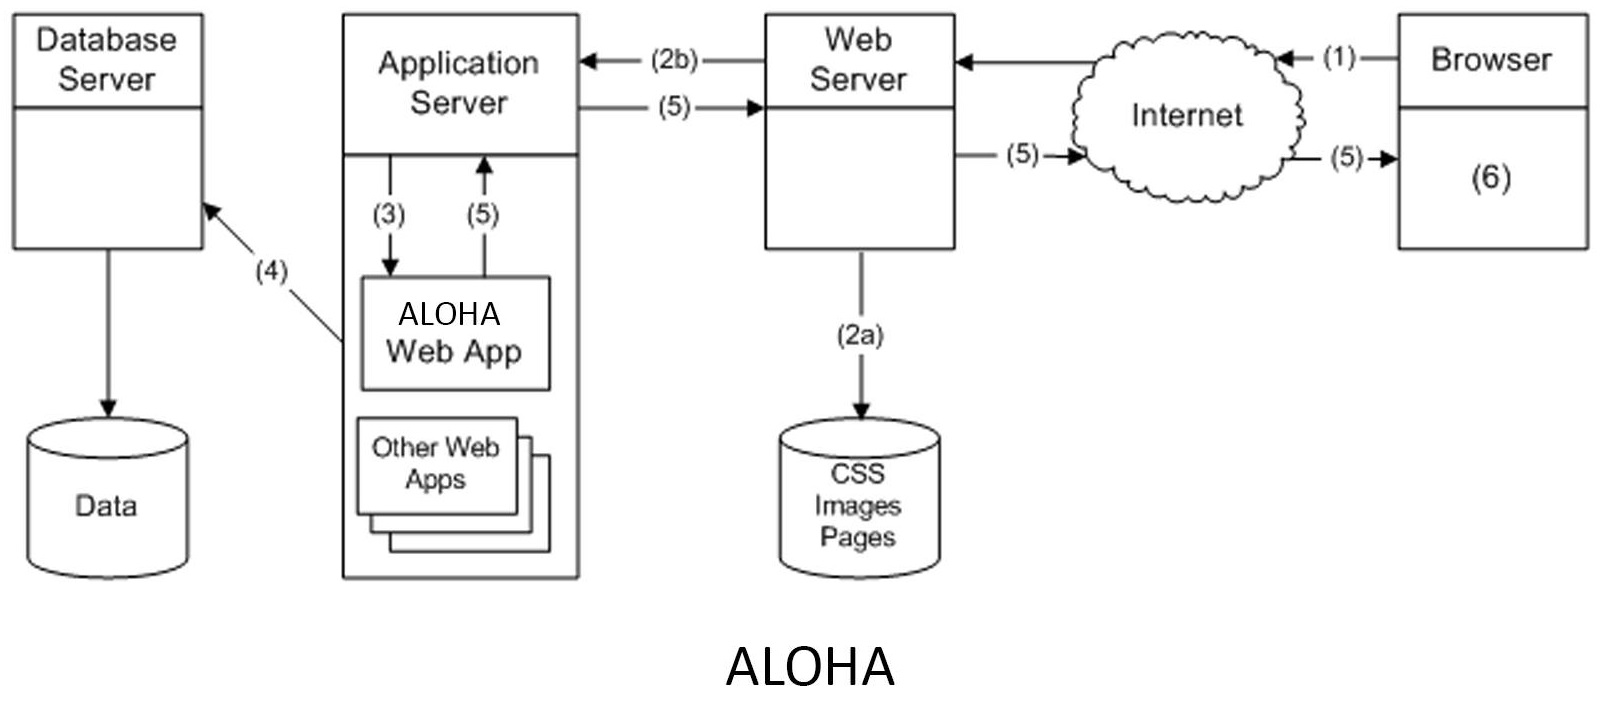 Database
Server
Application
Server
Web
Server
Internet
Browser
(1)
(2b)
(5)
(5)
(5)
(6)
(3)
(5)
(4)
(2a)
ALOHA
Web App
Other Web
Apps
Data
CSS
Images
Pages
ALOHA